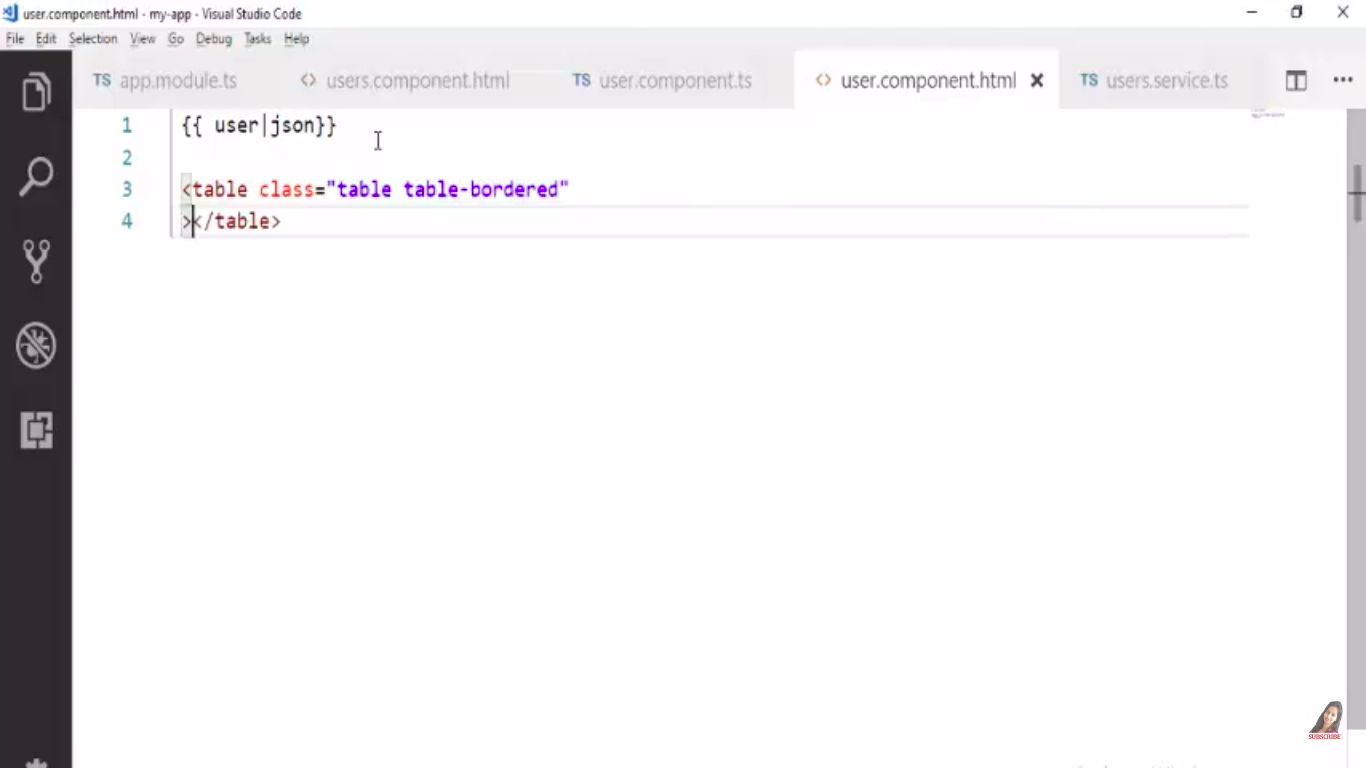 user.component.html - my-app - Visual Studio Code
File Edit Selection View Go Debug Tasks Help
TS app.module.ts <> users.component.html TS user.component.ts <> user.component.html TS users.service.ts
1 {{ user|json}}
2
3 <table class="table table-bordered"
4 ></table>
SUBSCRIBE